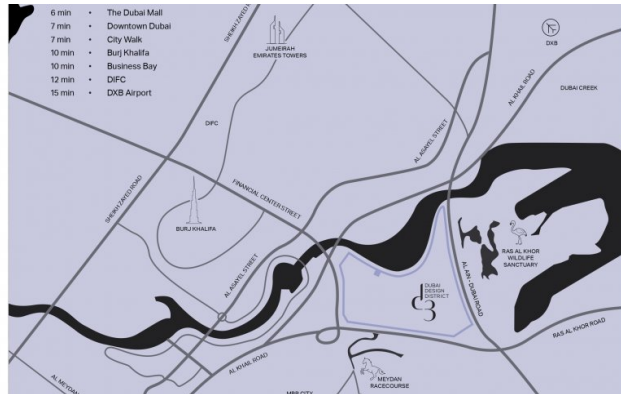 6 min • The Dubai Mall
7 min • Downtown Dubai
7 min • City Walk
10 min • Burj Khalifa
10 min • Business Bay
12 min • DIFC
15 min • DXB Airport
SHEIKH ZAYED
JUMEIRAH
EMIRATES TOWERS
DXB
AL KHAIL ROAD
DUBAI CREEK
DIFC
AL ASAYEL STREET
SHEIKH ZAYED ROAD
FINANCIAL CENTER STREET
BURJ KHALIFA
RAS AL KHOR
WILDLIFE
SANCTUARY
AL ASAYEL STREET
AL AIN - DUBAI ROAD
DUBAI
DESIGN
DISTRICT
d3
RAS AL KHOR ROAD
AL KHAIL ROAD
MEYDAN
RACECOURSE
AL MEYDAN
MBR CITY